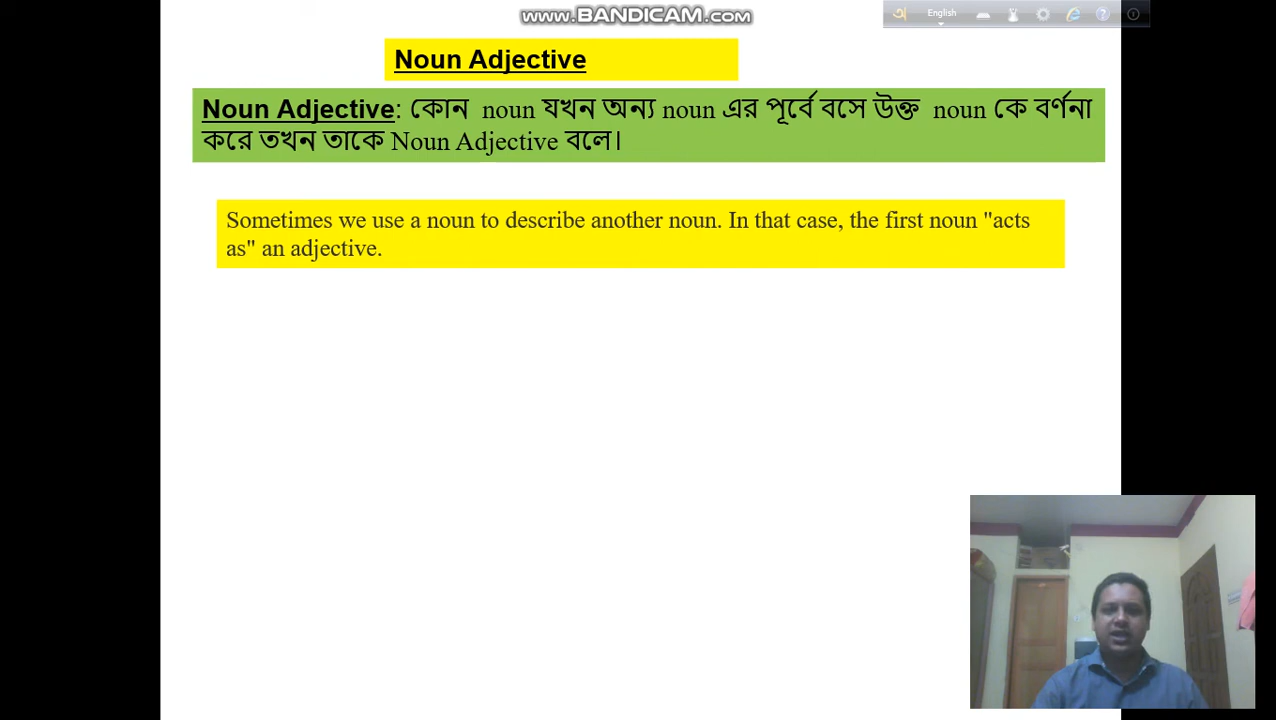 www.BANDICAM.com
English
Noun Adjective
Noun Adjective: কোন noun যখন অন্য noun এর পূর্বে বসে উক্ত noun কে বর্ণনা
করে তখন তাকে Noun Adjective বলে।
Sometimes we use a noun to describe another noun. In that case, the first noun "acts
as" an adjective.